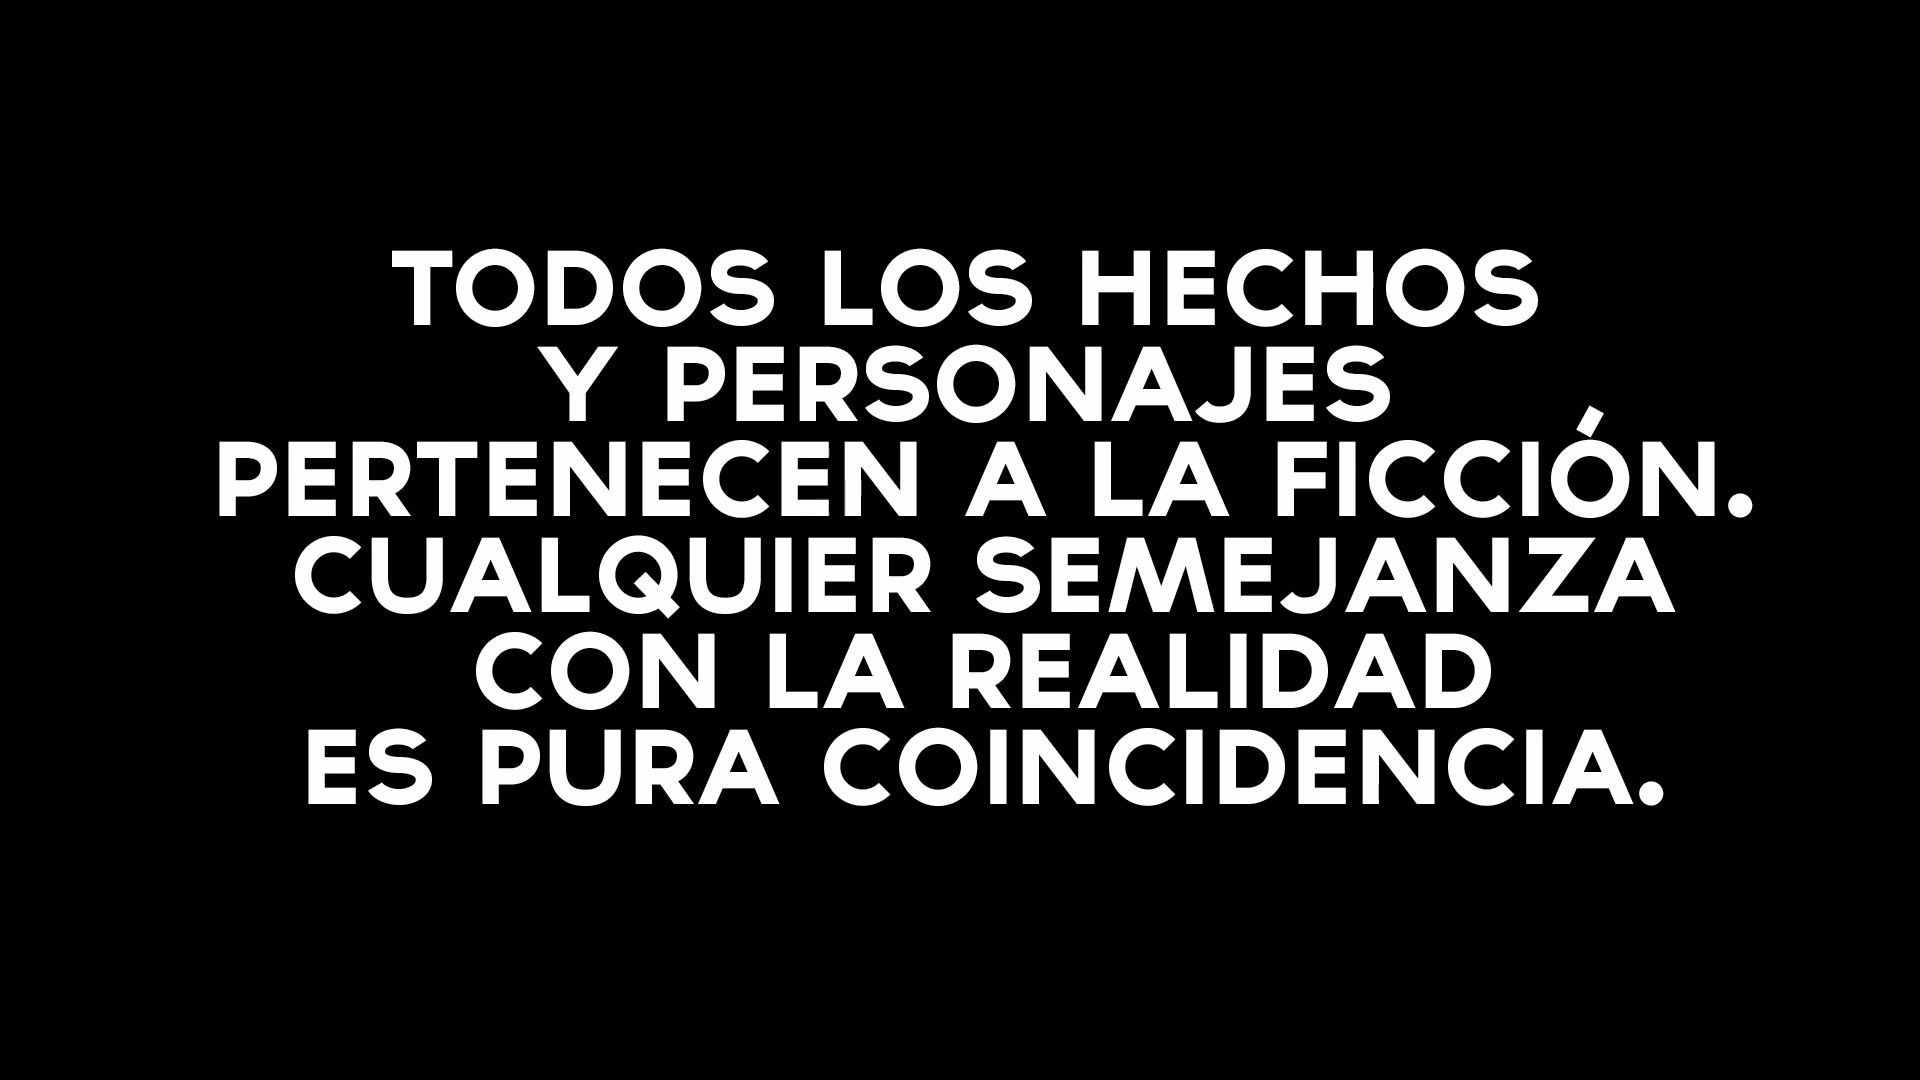 TODOS LOS HECHOS
Y PERSONAJES
PERTENECEN A LA FICCIÓN.
CUALQUIER SEMEJANZA
CON LA REALIDAD
ES PURA COINCIDENCIA.